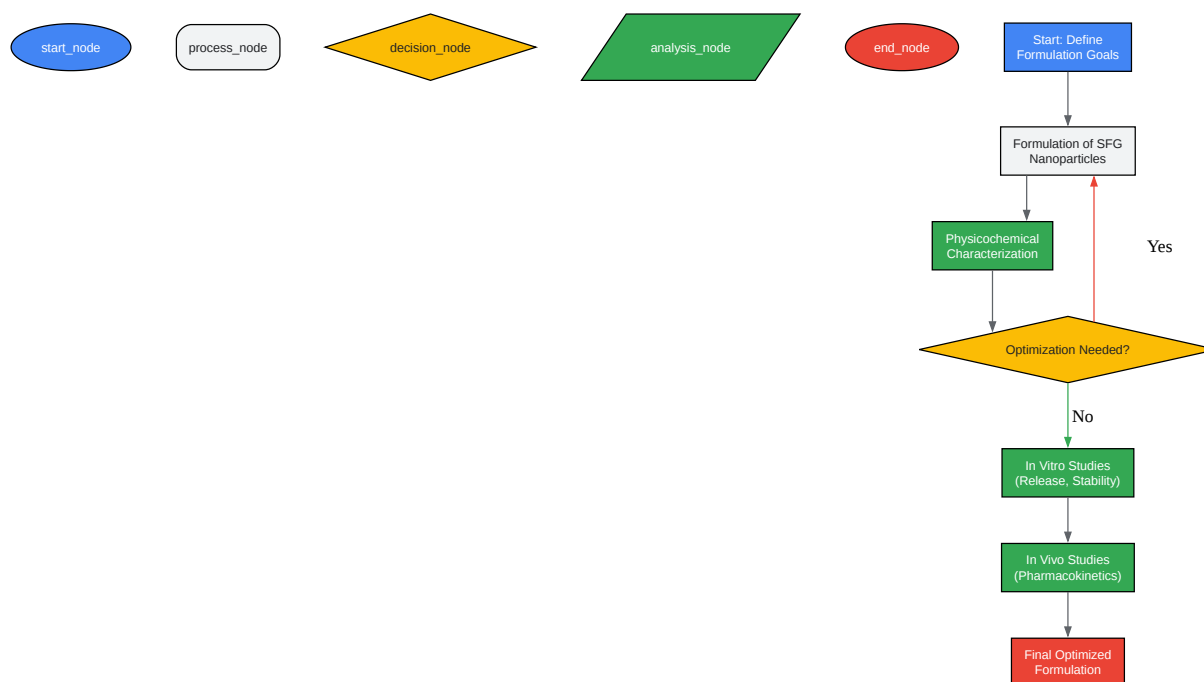 start_node
process_node
decision_node
analysis_node
end_node
Start: Define
Formulation Goals
Formulation of SFG
Nanoparticles
Physicochemical
Characterization
Yes
Optimization Needed?
No
In Vitro Studies
(Release, Stability)
In Vivo Studies
(Pharmacokinetics)
Final Optimized
Formulation